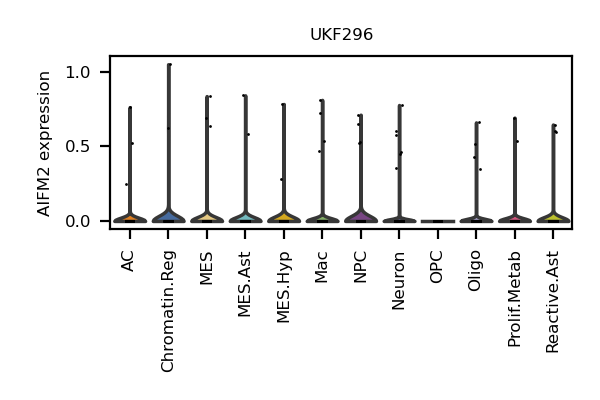 UKF296
AIFM2 expression
1.0
0.5
0.0
AC
Chromatin.Reg
MES
MES.Ast
MES.Hyp
Mac
NPC
Neuron
OPC
Oligo
Prolif.Metab
Reactive.Ast